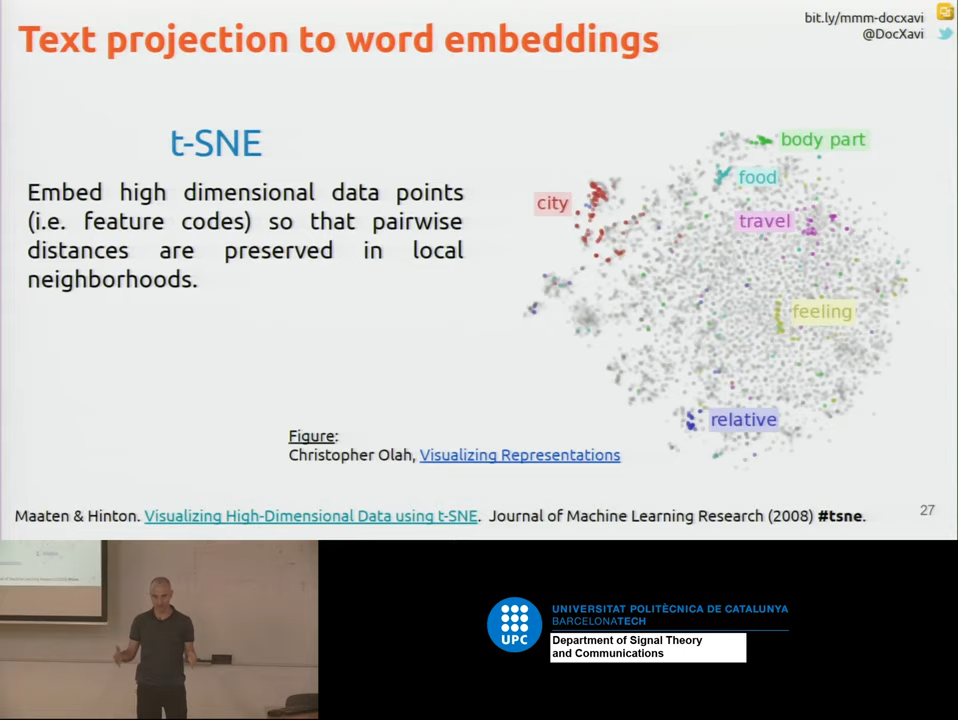 Text projection to word embeddings
bit.ly/mmm-docxavi
@DocXavi
t-SNE
Embed high dimensional data points
(i.e. feature codes) so that pairwise
distances are preserved in local
neighborhoods.
body part
food
city
travel
feeling
relative
Figure:
Christopher Olah, Visualizing Representations
Maaten & Hinton. Visualizing High-Dimensional Data using t-SNE. Journal of Machine Learning Research (2008) #tsne.
27
UPC
UNIVERSITAT POLITÈCNICA DE CATALUNYA
BARCELONATECH
Department of Signal Theory
and Communications